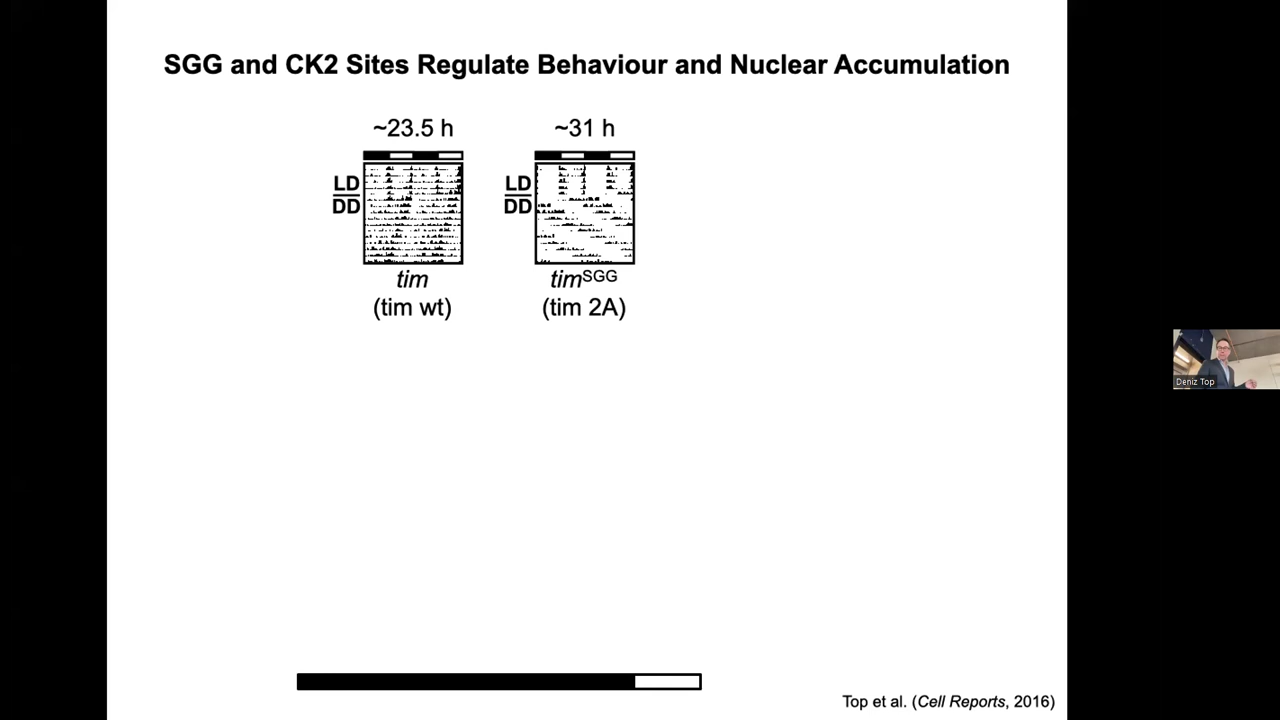 SGG and CK2 Sites Regulate Behaviour and Nuclear Accumulation
~23.5 h
~31 h
LD
DD
LD
DD
tim
(tim wt)
timSGG
(tim 2A)
Deniz Top
Top et al. (Cell Reports, 2016)